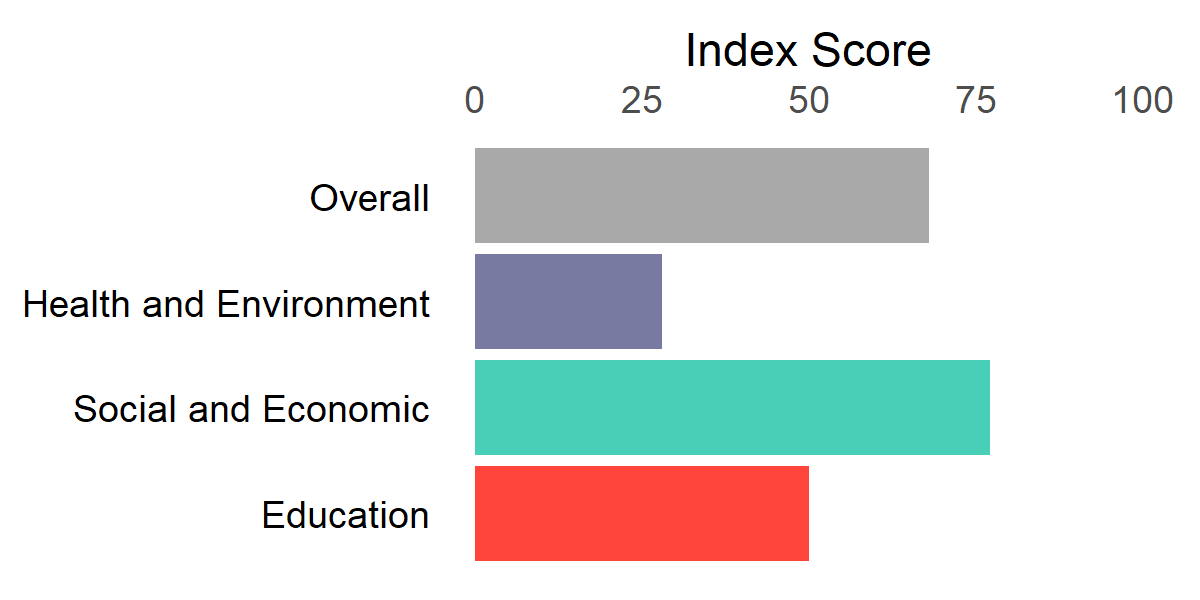 Index Score
0 25 50 75 100
Overall
Health and Environment
Social and Economic
Education